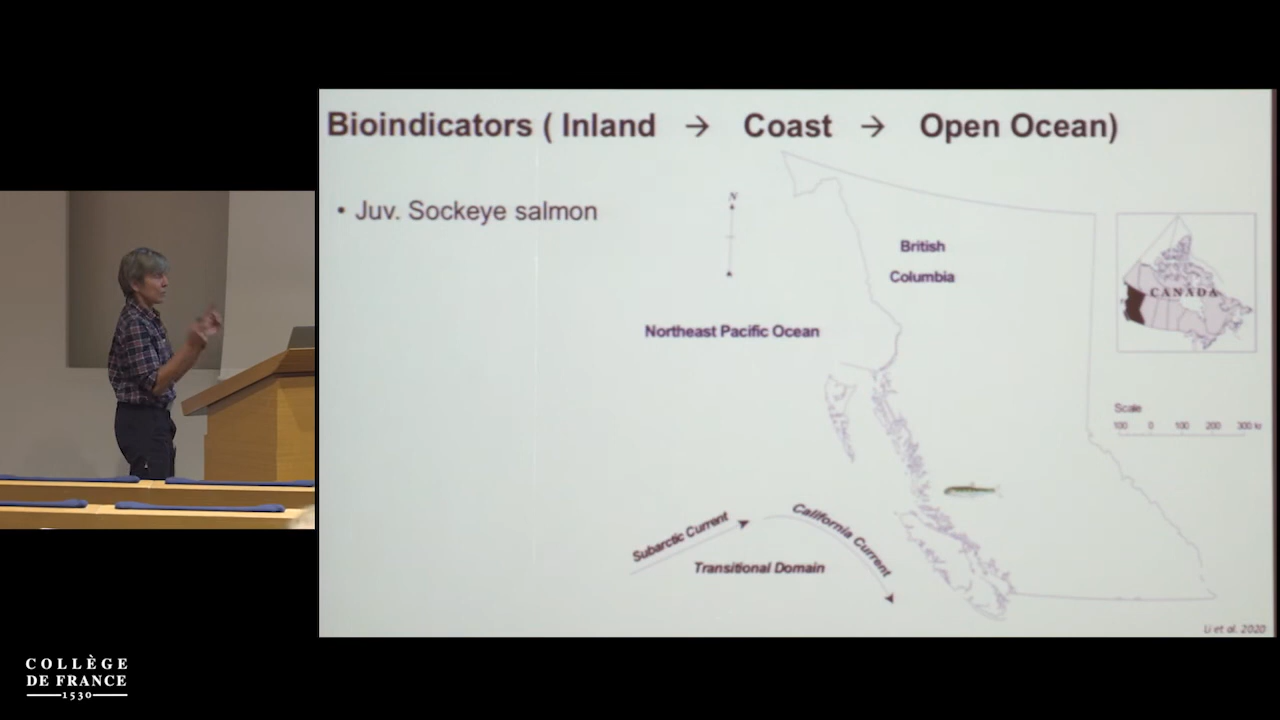 Bioindicators ( Inland → Coast → Open Ocean)
• Juv. Sockeye salmon
N
British
Columbia
CANADA
Northeast Pacific Ocean
Scale
100 0 100 200 300 k
Subarctic Current
California Current
Transitional Domain
Li et al. 2020
COLLÈGE
DE FRANCE
1530